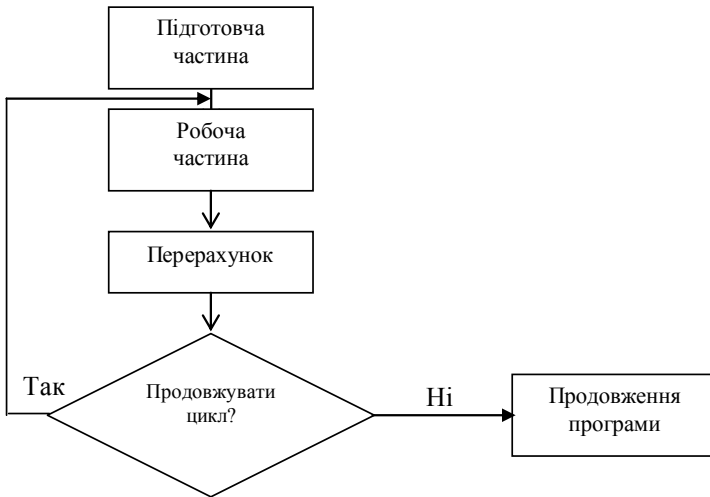 Підготовча
частина
Робоча
частина
Перерахунок
Так
Продовжувати
цикл?
Ні
Продовження
програми